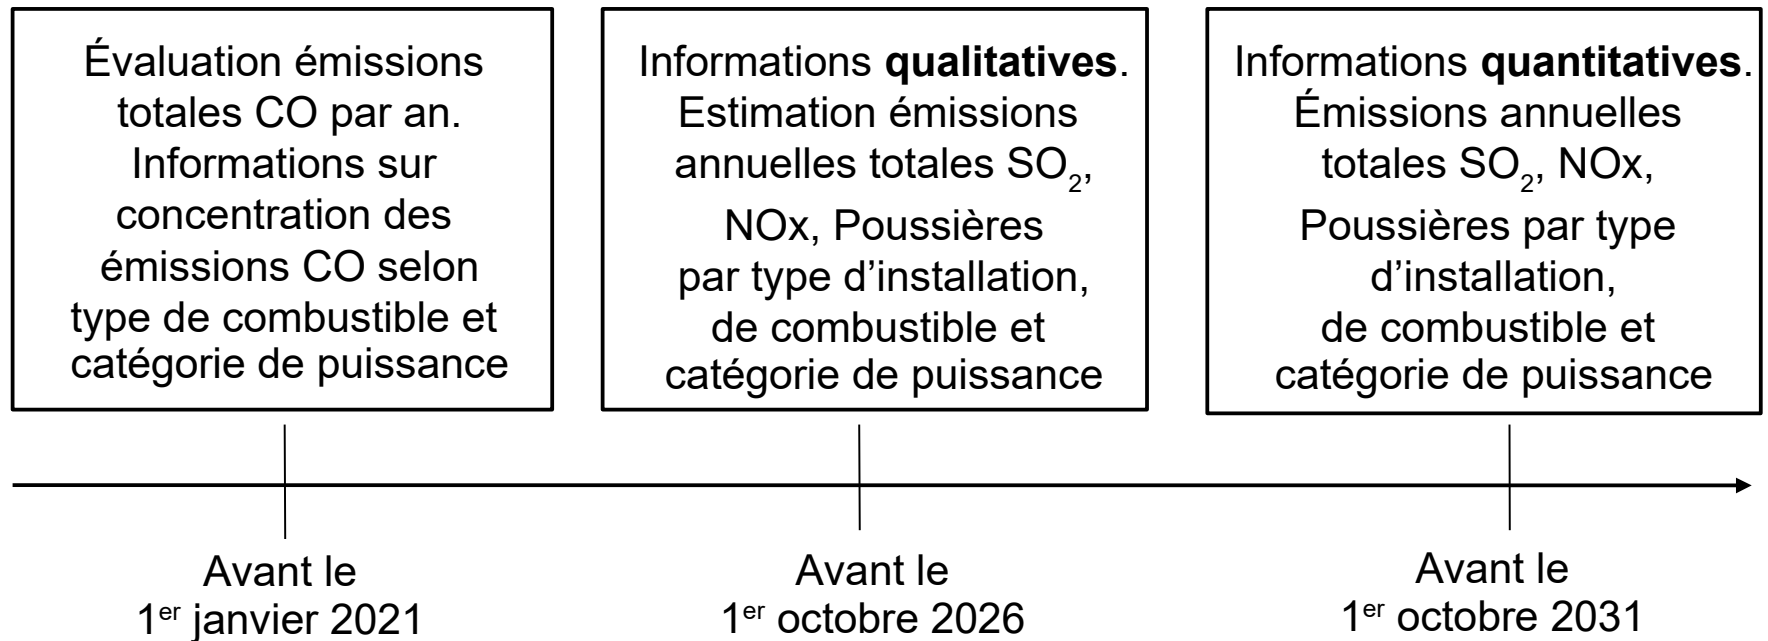 Évaluation émissions
totales CO par an.
Informations sur
concentration des
émissions CO selon
type de combustible et
catégorie de puissance
Informations qualitatives.
Estimation émissions
annuelles totales SO₂,
NOx, Poussières
par type d’installation,
de combustible et
catégorie de puissance
Informations quantitatives.
Émissions annuelles
totales SO₂, NOx,
Poussières par type
d’installation,
de combustible et
catégorie de puissance
Avant le
1er janvier 2021
Avant le
1er octobre 2026
Avant le
1er octobre 2031